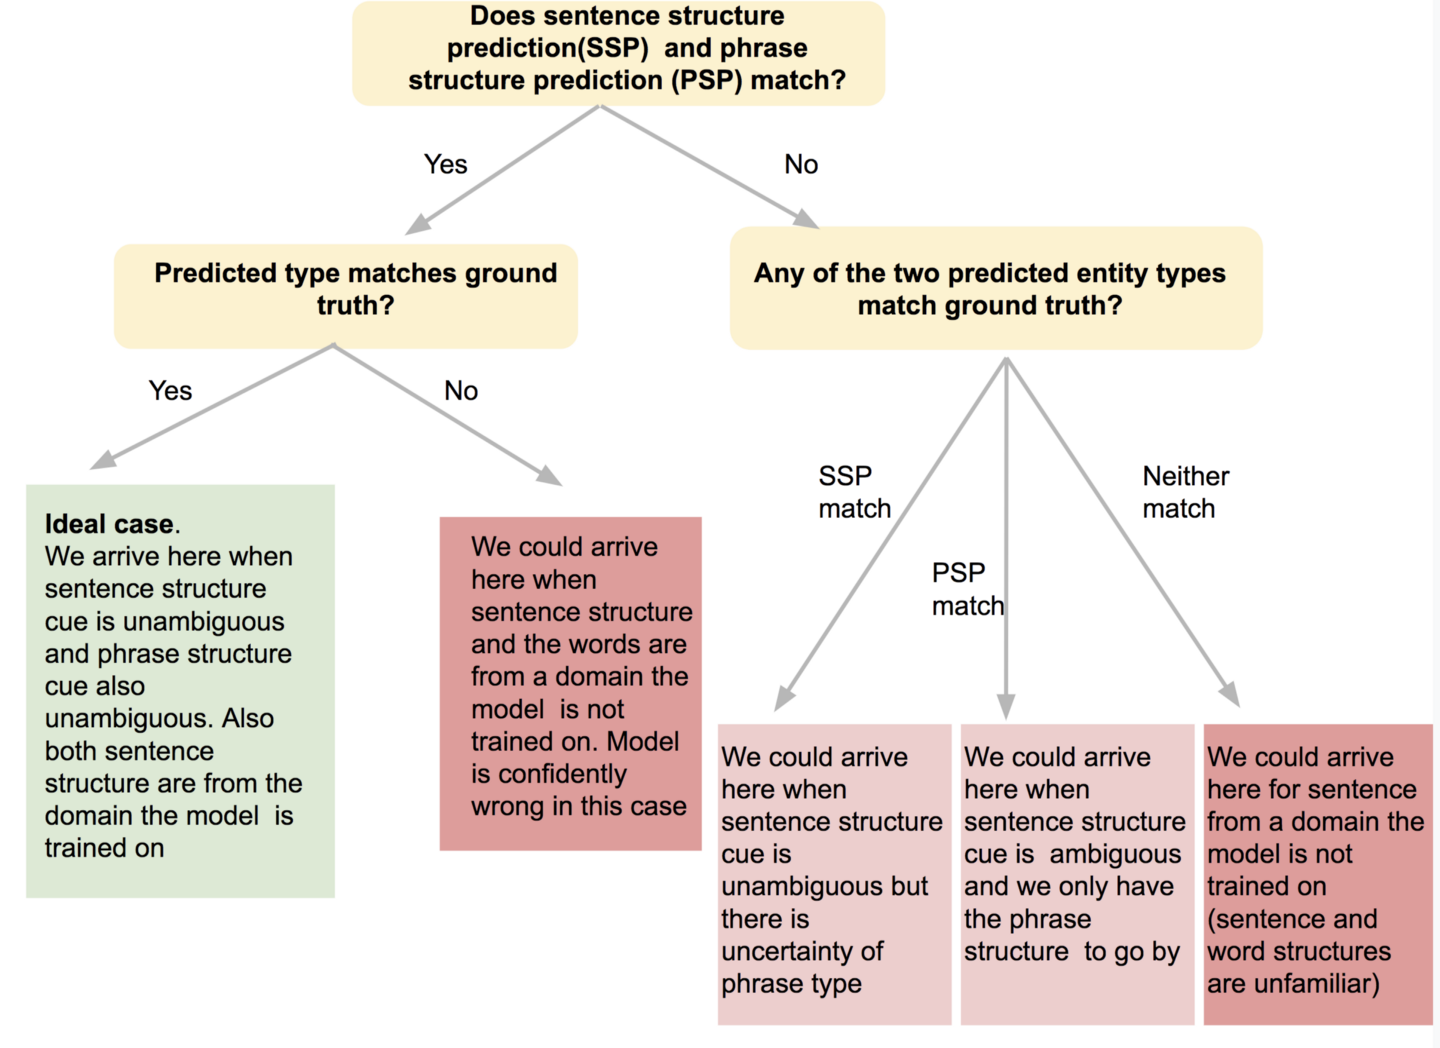 Does sentence structure
prediction(SSP) and phrase
structure prediction (PSP) match?
Yes
No
Predicted type matches ground
truth?
Any of the two predicted entity types
match ground truth?
Yes
No
SSP
match
PSP
match
Neither
match
Ideal case.
We arrive here when
sentence structure
cue is unambiguous
and phrase structure
cue also
unambiguous. Also
both sentence
structure are from the
domain the model is
trained on
We could arrive
here when
sentence structure
and the words are
from a domain the
model is not
trained on. Model
is confidently
wrong in this case
We could arrive
here when
sentence structure
cue is
unambiguous but
there is
uncertainty of
phrase type
We could arrive
here when
sentence structure
cue is ambiguous
and we only have
the phrase
structure to go by
We could arrive
here for sentence
from a domain the
model is not
trained on
(sentence and
word structures
are unfamiliar)